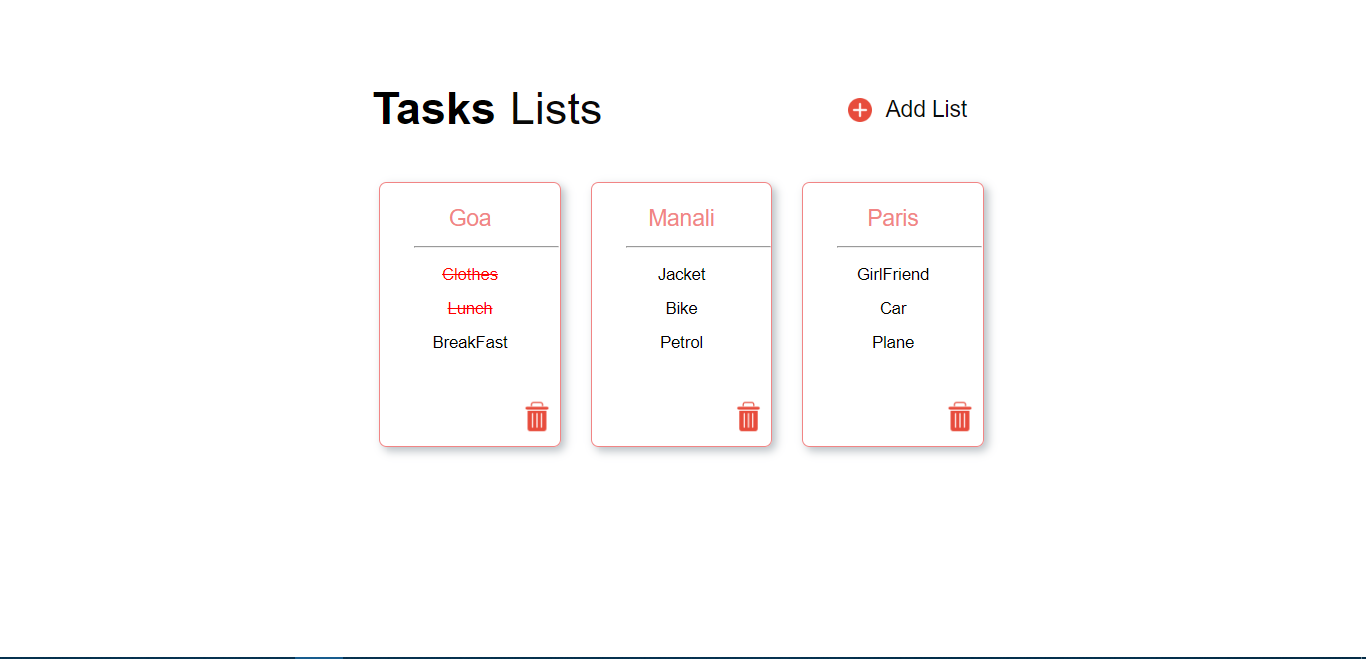 Tasks Lists
Add List
Goa
Clothes
Lunch
BreakFast
Manali
Jacket
Bike
Petrol
Paris
GirlFriend
Car
Plane